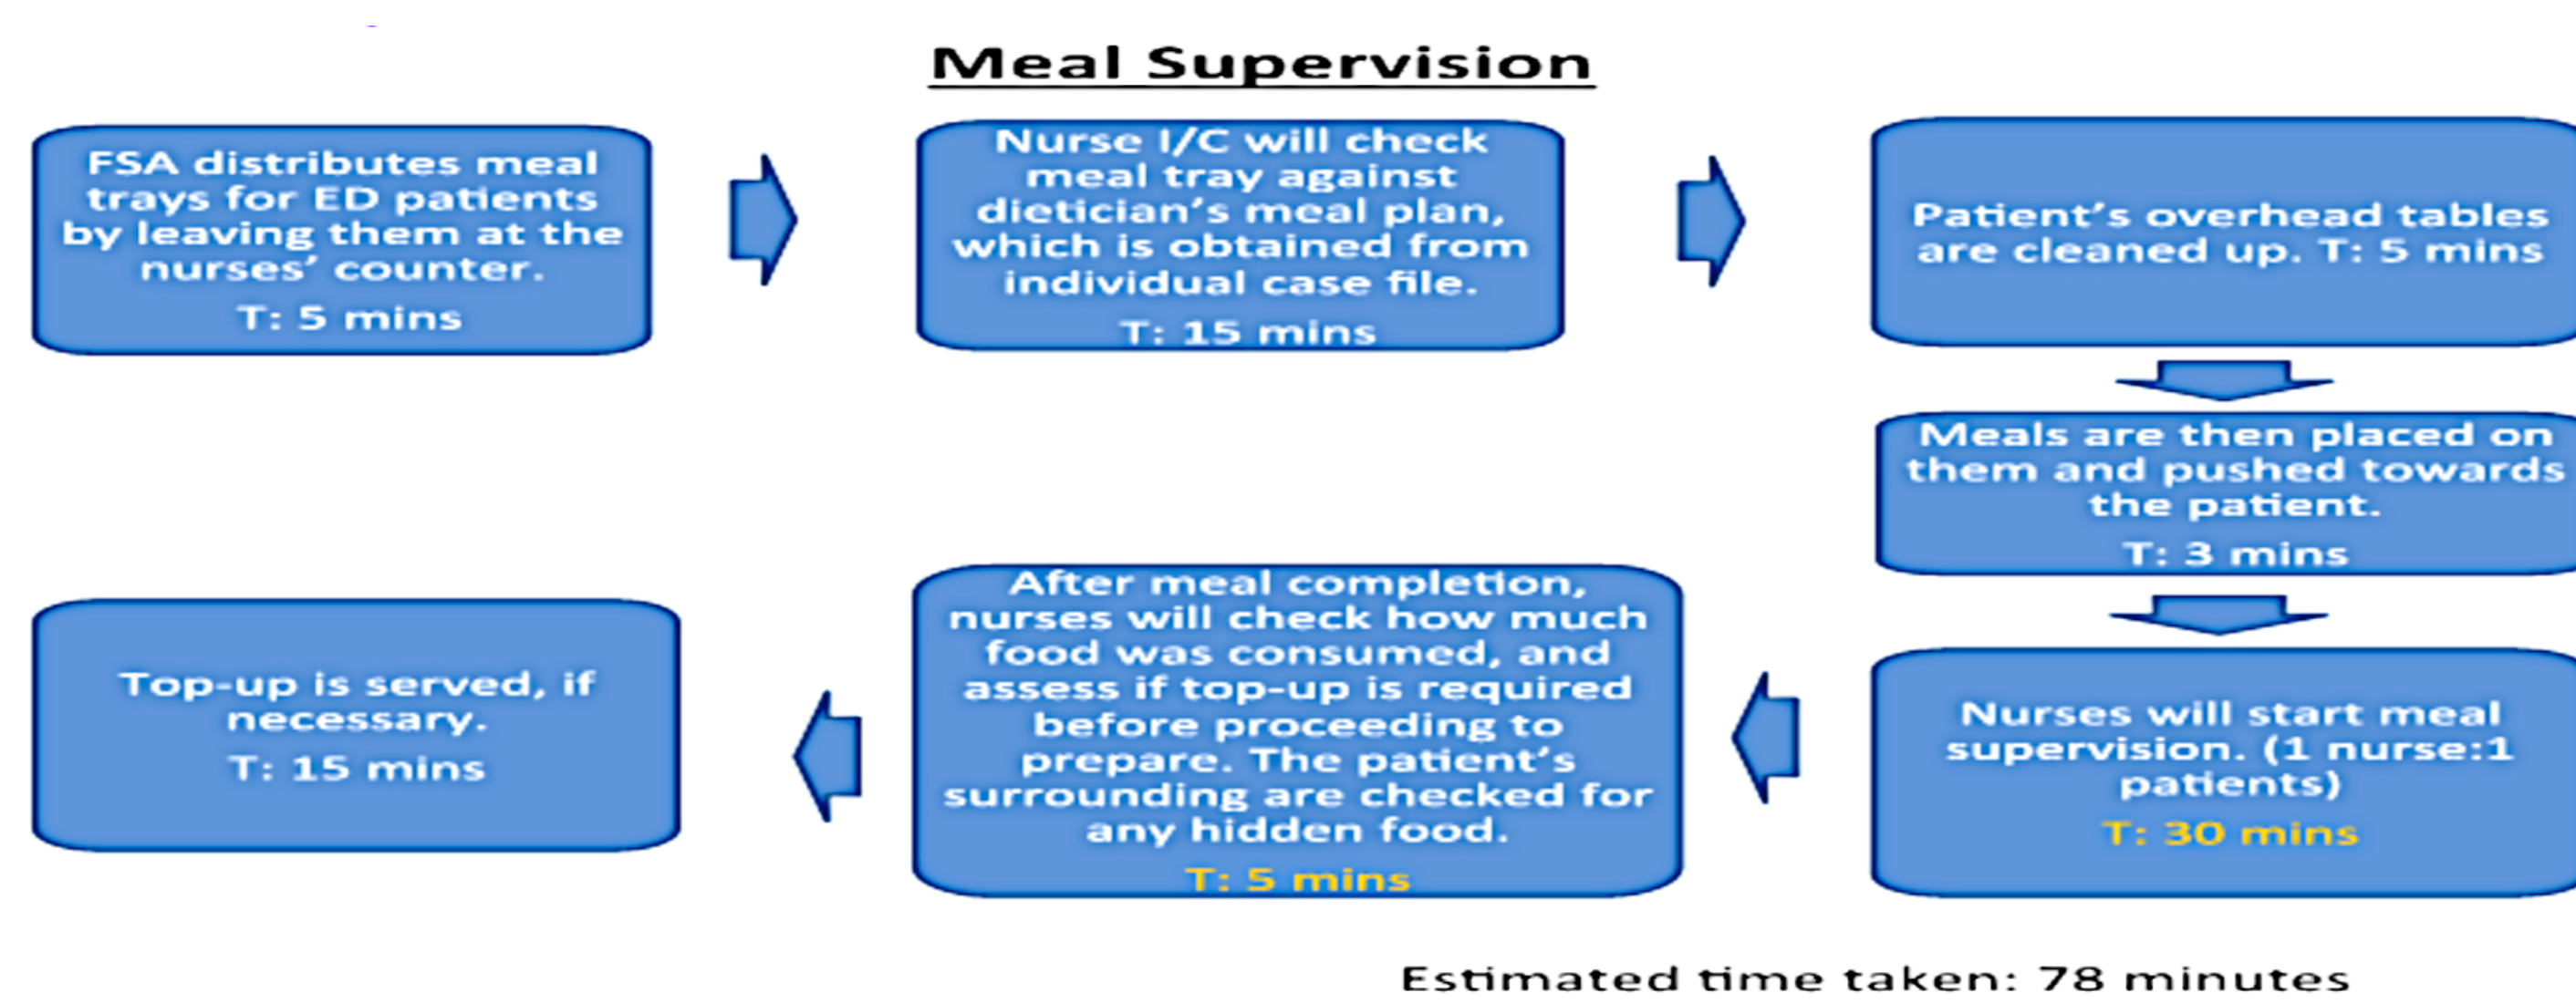 Meal Supervision
FSA distributes meal
trays for ED patients
by leaving them at the
nurses’ counter.
T: 5 mins
Nurse I/C will check
meal tray against
dietician’s meal plan,
which is obtained from
individual case file.
T: 15 mins
Patient’s overhead tables
are cleaned up. T: 5 mins
Meals are then placed on
them and pushed towards
the patient.
T: 3 mins
Nurses will start meal
supervision. (1 nurse:1
patients)
T: 30 mins
After meal completion,
nurses will check how much
food was consumed, and
assess if top-up is required
before proceeding to
prepare. The patient’s
surrounding are checked for
any hidden food.
T: 5 mins
Top-up is served, if
necessary.
T: 15 mins
Estimated time taken: 78 minutes